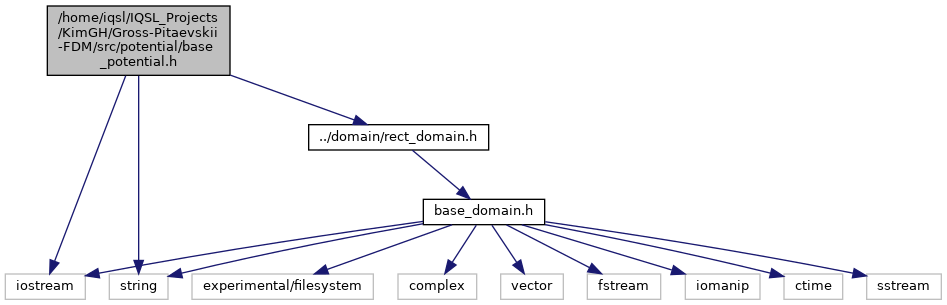 /home/iqsl/IQSL_Projects
/KimGH/Gross-Pitaevskii
-FDM/src/potential/base
_potential.h
../domain/rect_domain.h
base_domain.h
iostream
string
experimental/filesystem
complex
vector
fstream
iomanip
ctime
sstream